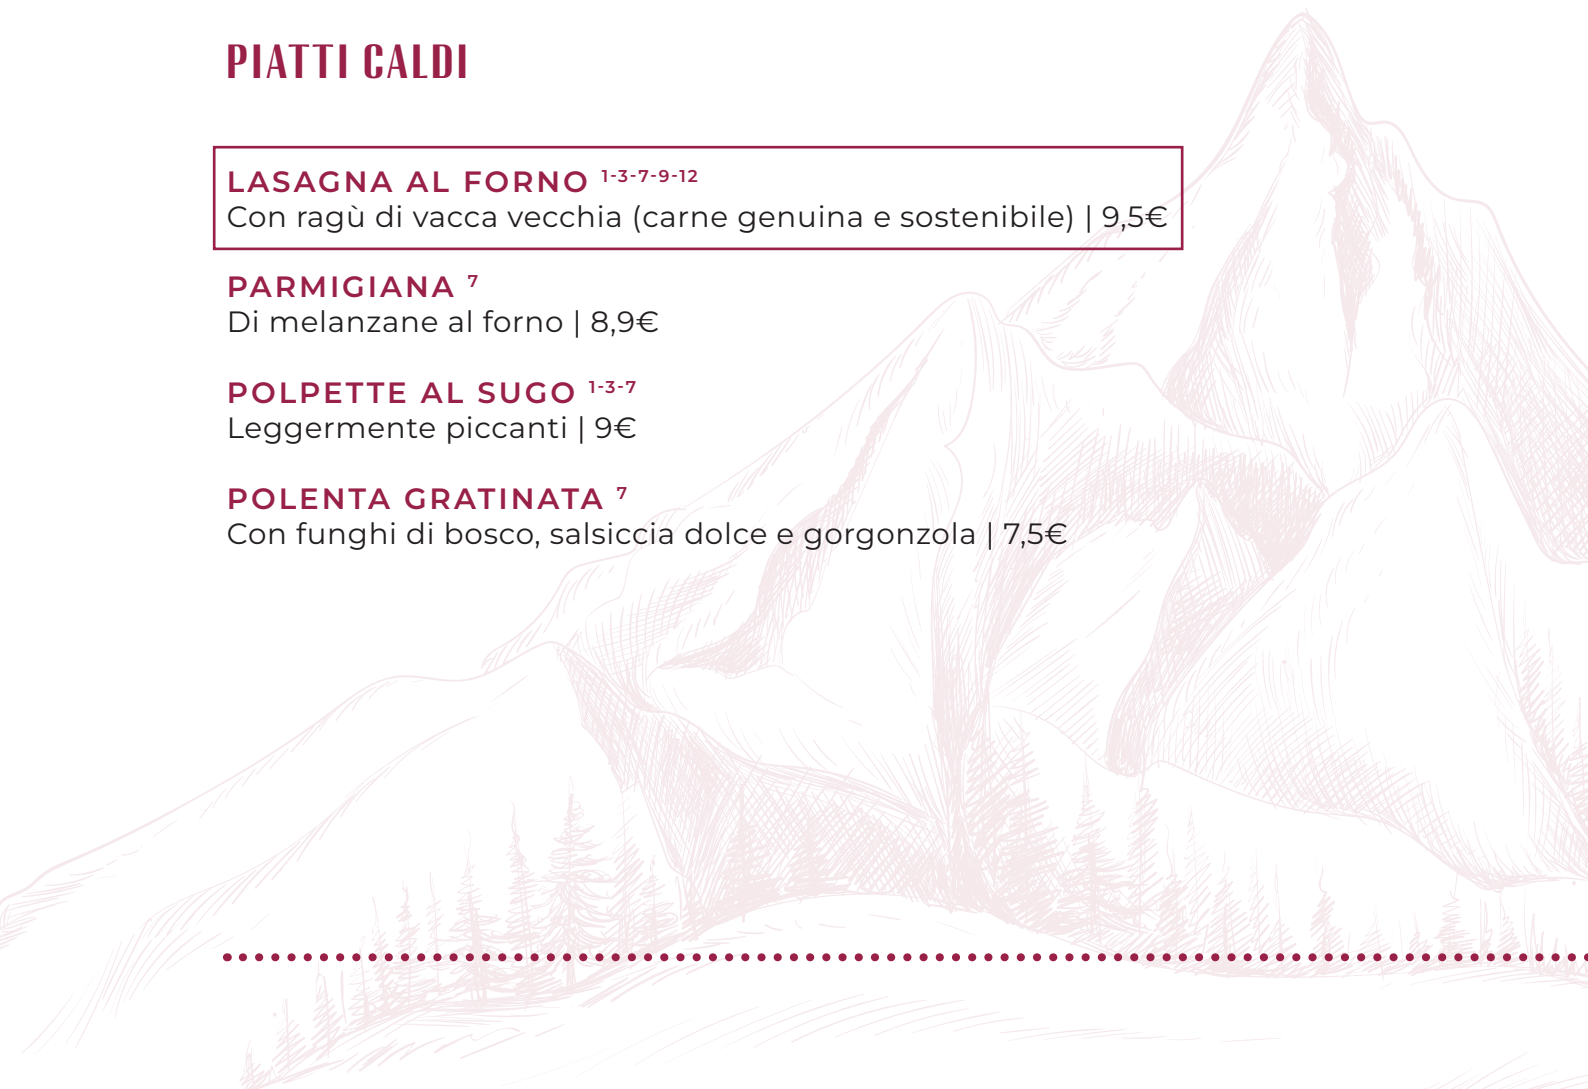 PIATTI CALDI
LASAGNA AL FORNO 1-3-7-9-12
Con ragù di vacca vecchia (carne genuina e sostenibile) | 9,5€
PARMIGIANA 7
Di melanzane al forno | 8,9€
POLPETTE AL SUGO 1-3-7
Leggermente piccanti | 9€
POLENTA GRATINATA 7
Con funghi di bosco, salsiccia dolce e gorgonzola | 7,5€